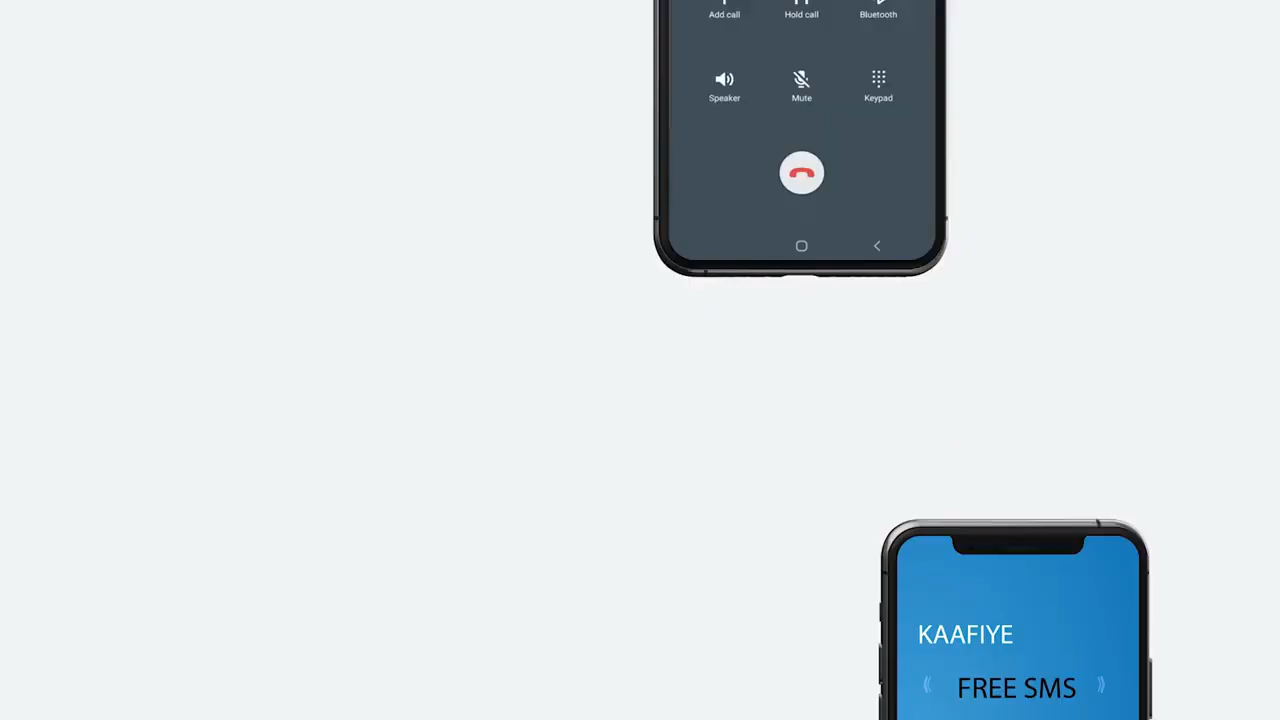 Add call Hold call Bluetooth
Speaker Mute Keypad
KAAFIYE
FREE SMS